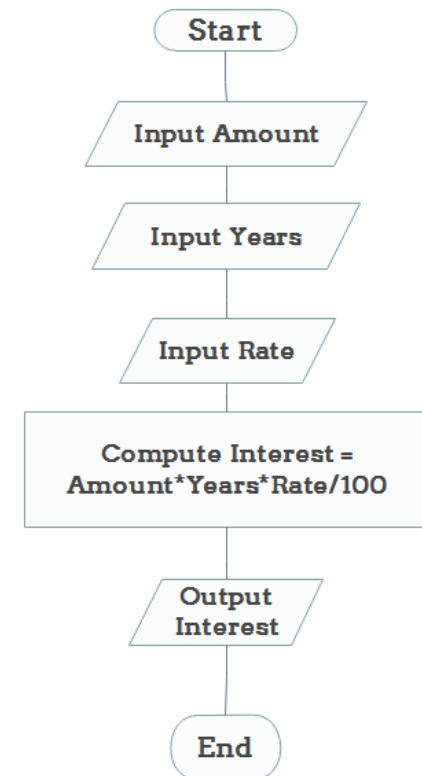 Start
Input Amount
Input Years
Input Rate
Compute Interest =
Amount*Years*Rate/100
Output
Interest
End